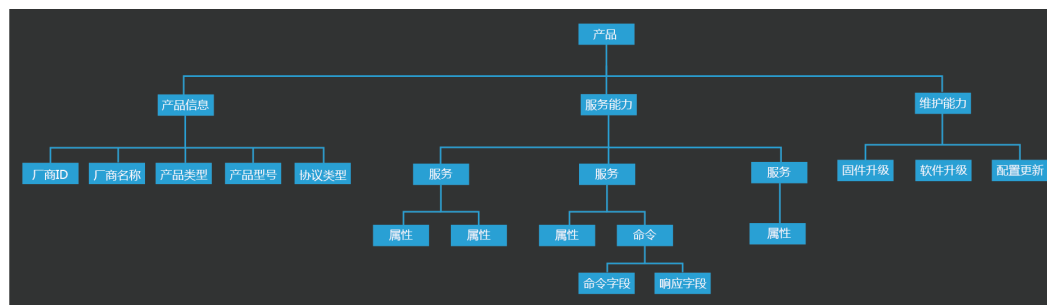 产品
产品信息
服务能力
维护能力
厂商ID
厂商名称
产品类型
产品型号
协议类型
服务
服务
服务
固件升级
软件升级
配置更新
属性
属性
属性
命令
属性
命令字段
响应字段